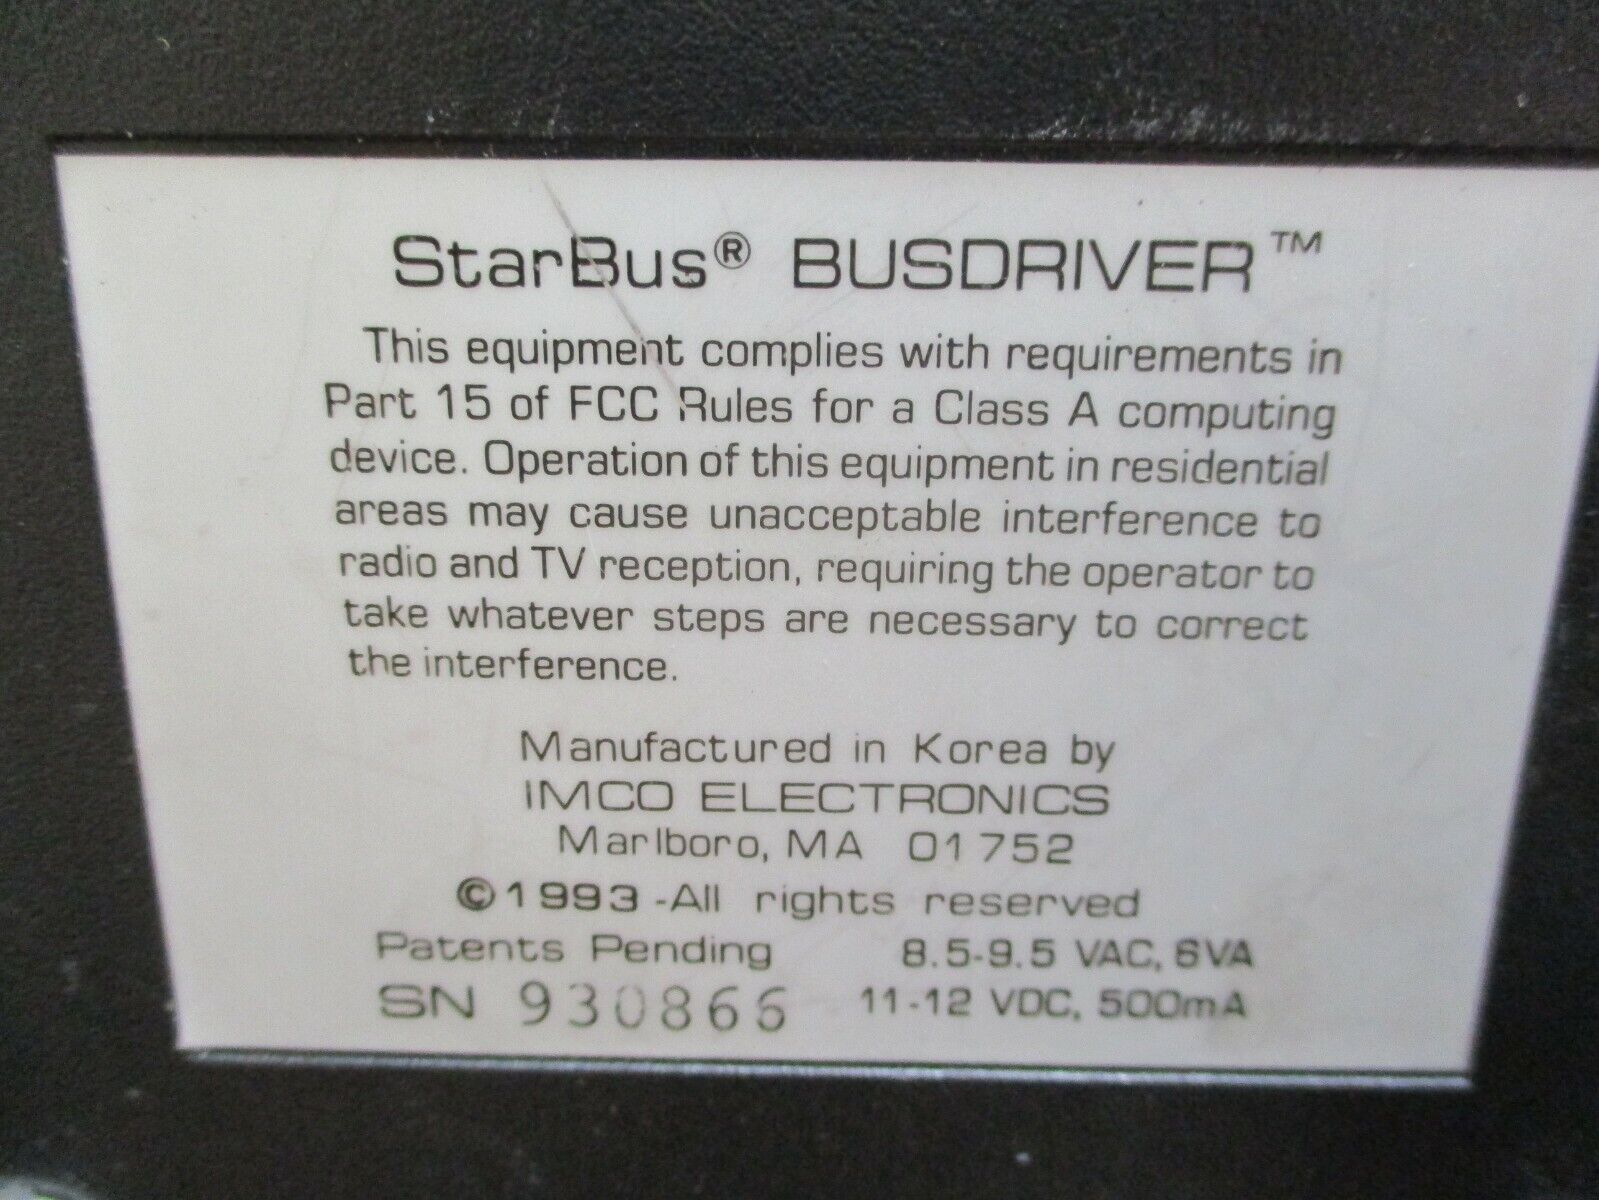 StarBus® BUSDRIVER™
This equipment complies with requirements in
Part 15 of FCC Rules for a Class A computing
device. Operation of this equipment in residential
areas may cause unacceptable interference to
radio and TV reception, requiring the operator to
take whatever steps are necessary to correct
the interference.
Manufactured in Korea by
IMCO ELECTRONICS
Marlboro, MA 01752
©1993 -All rights reserved
Patents Pending 8.5-9.5 VAC, 6VA
SN 930866 11-12 VDC, 500mA